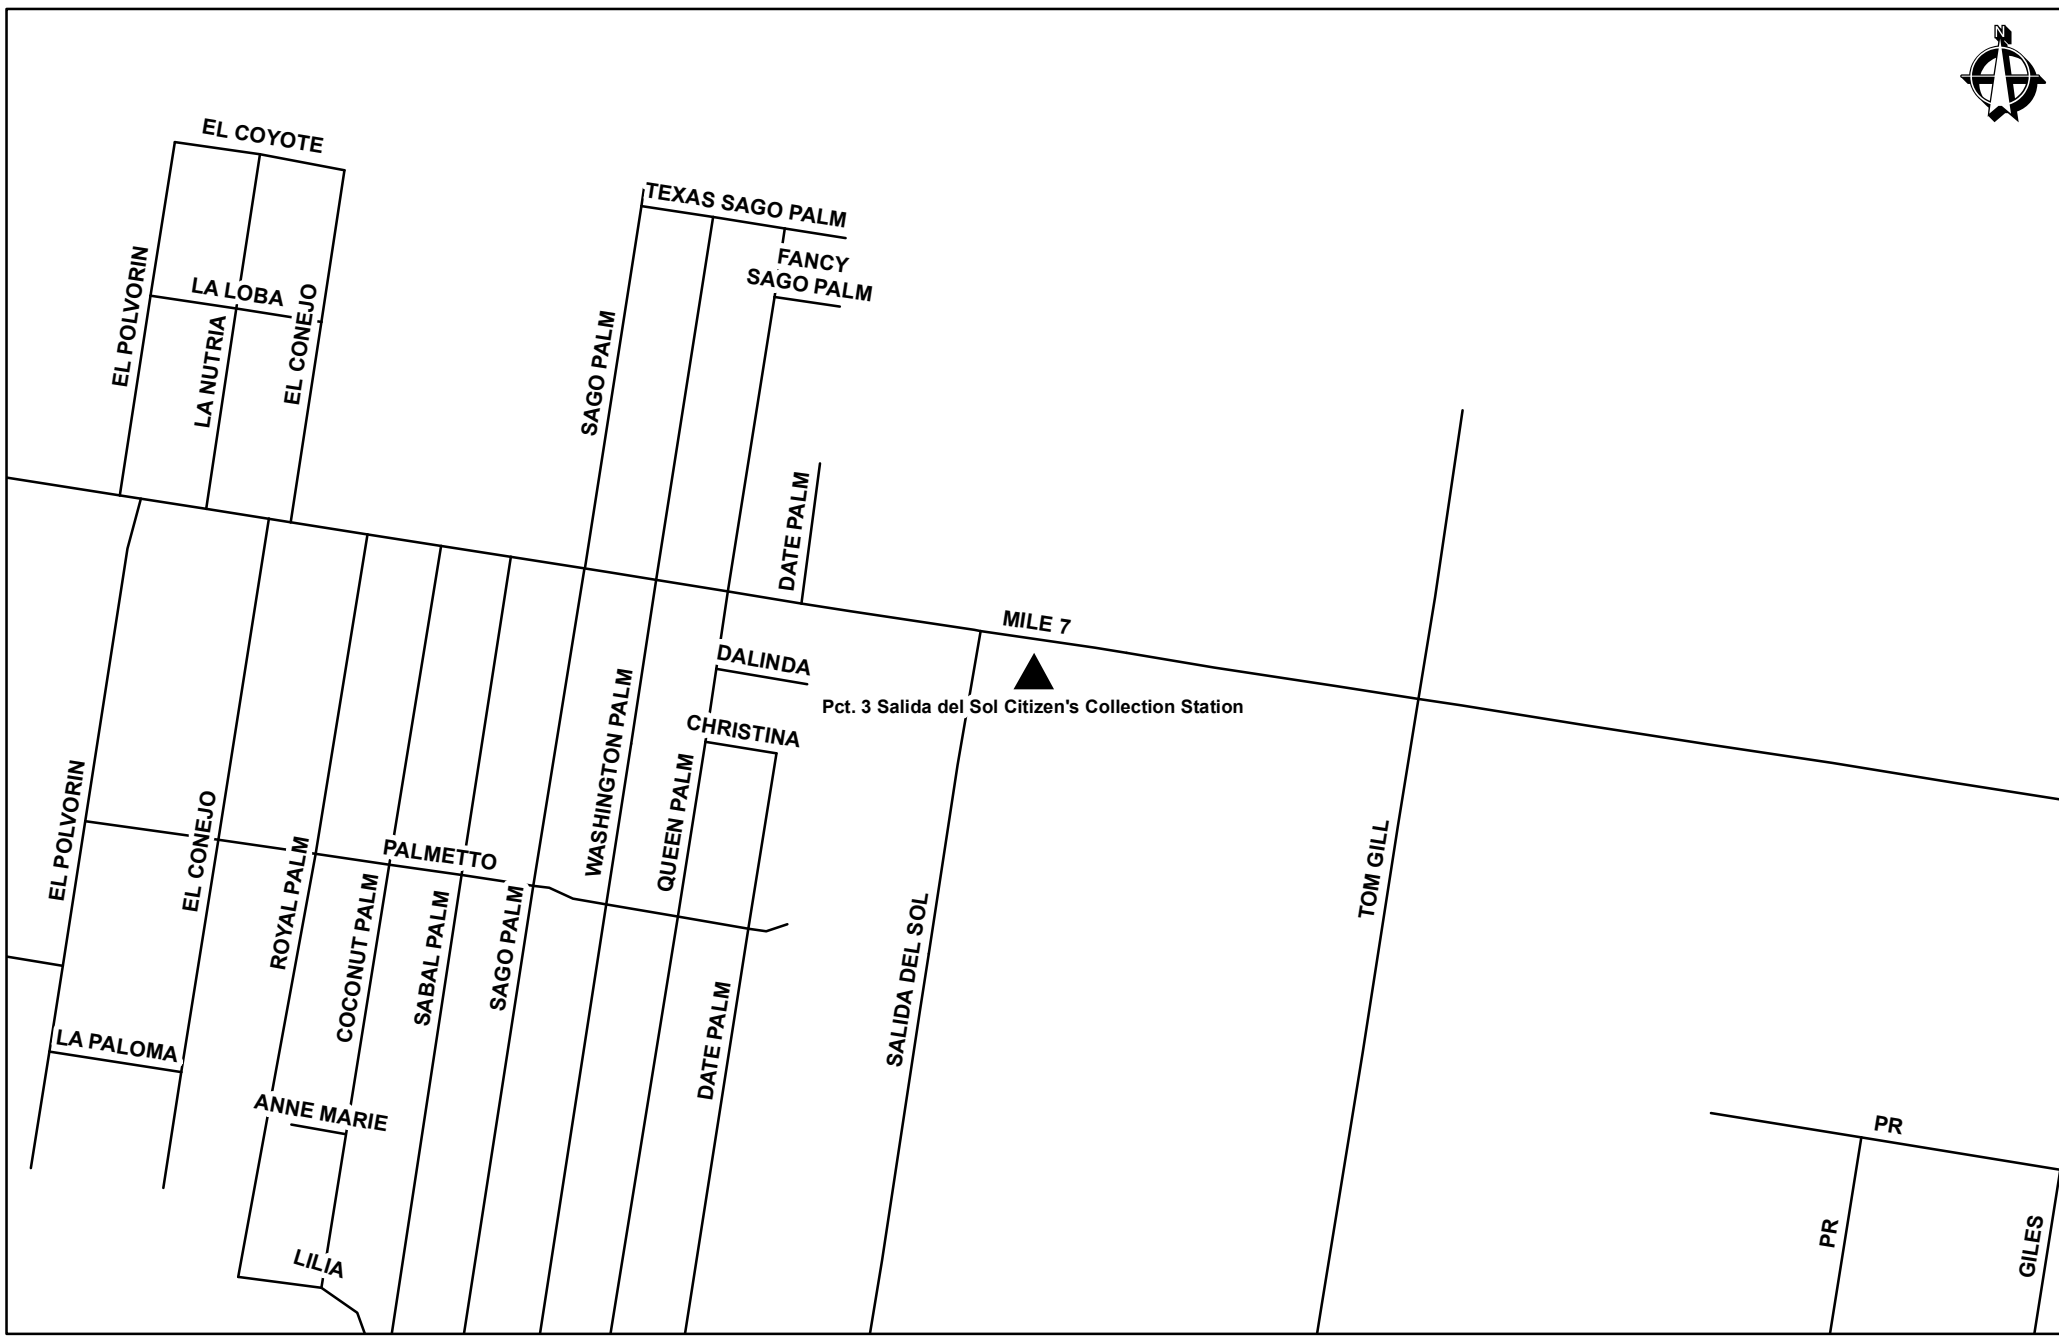 N
EL COYOTE
TEXAS SAGO PALM
EL POLVORIN
FANCY
SAGO PALM
LA LOBA
LA NUTRIA
EL CONEJO
SAGO PALM
DATE PALM
MILE 7
DALINDA
Pct. 3 Salida del Sol Citizen's Collection Station
CHRISTINA
WASHINGTON PALM
QUEEN PALM
EL POLVORIN
EL CONEJO
PALMETTO
ROYAL PALM
COCONUT PALM
SABAL PALM
SAGO PALM
TOM GILL
SALIDA DEL SOL
DATE PALM
LA PALOMA
ANNE MARIE
PR
PR
GILES
LILIA